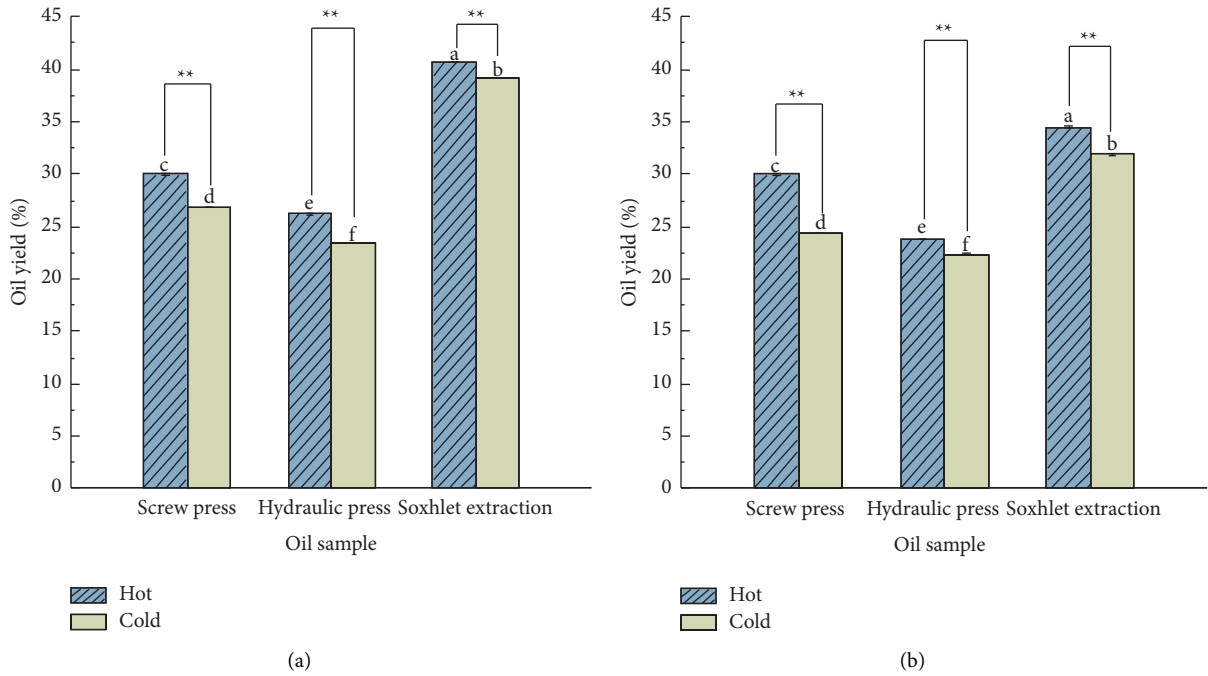 45
40
35
30
25
20
15
10
5
0
Oil yield (%)
**
**
**
c
d
e
f
a
b
Screw press
Hydraulic press
Soxhlet extraction
Oil sample
Hot
Cold
(a)
45
40
35
30
25
20
15
10
5
0
Oil yield (%)
**
**
**
c
d
e
f
a
b
Screw press
Hydraulic press
Soxhlet extraction
Oil sample
Hot
Cold
(b)